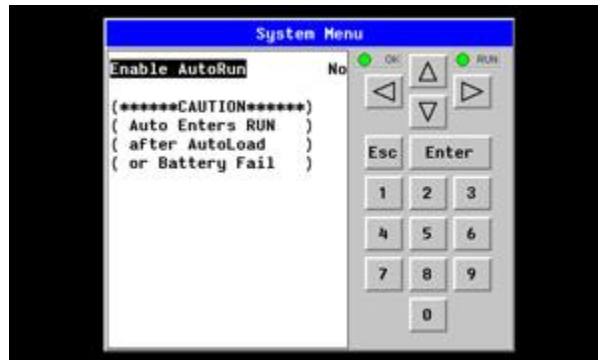 System Menu
Enable AutoRun No
(******CAUTION******)
( Auto Enters RUN )
( after AutoLoad )
( or Battery Fail )
OK RUN
Esc Enter
1 2 3
4 5 6
7 8 9
0